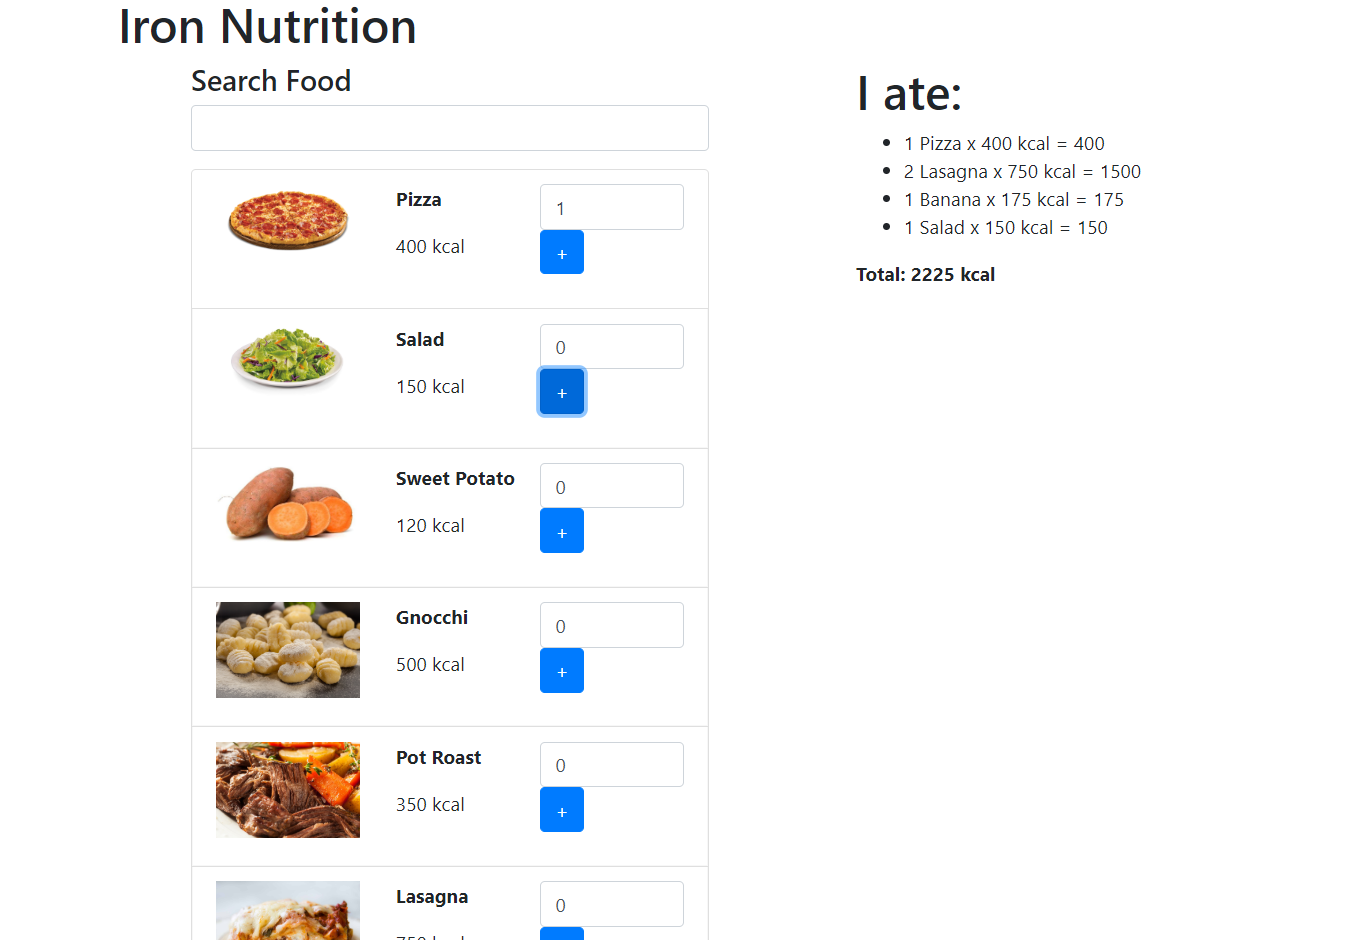 Iron Nutrition
Search Food
Pizza
1
400 kcal
+
Salad
0
150 kcal
+
Sweet Potato
0
120 kcal
+
Gnocchi
0
500 kcal
+
Pot Roast
0
350 kcal
+
Lasagna
0
I ate:
1 Pizza x 400 kcal = 400
2 Lasagna x 750 kcal = 1500
1 Banana x 175 kcal = 175
1 Salad x 150 kcal = 150
Total: 2225 kcal